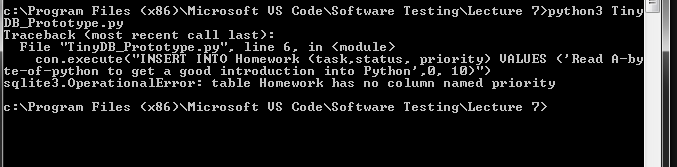 c:\Program Files (x86)\Microsoft VS Code\Software Testing\Lecture 7>python3 Tiny
DB_Prototype.py
Traceback (most recent call last):
  File "TinyDB_Prototype.py", line 6, in <module>
    con.execute("INSERT INTO Homework (task,status, priority) VALUES ('Read A-by
te-of-python to get a good introduction into Python',0, 10)")
sqlite3.OperationalError: table Homework has no column named priority
c:\Program Files (x86)\Microsoft VS Code\Software Testing\Lecture 7>